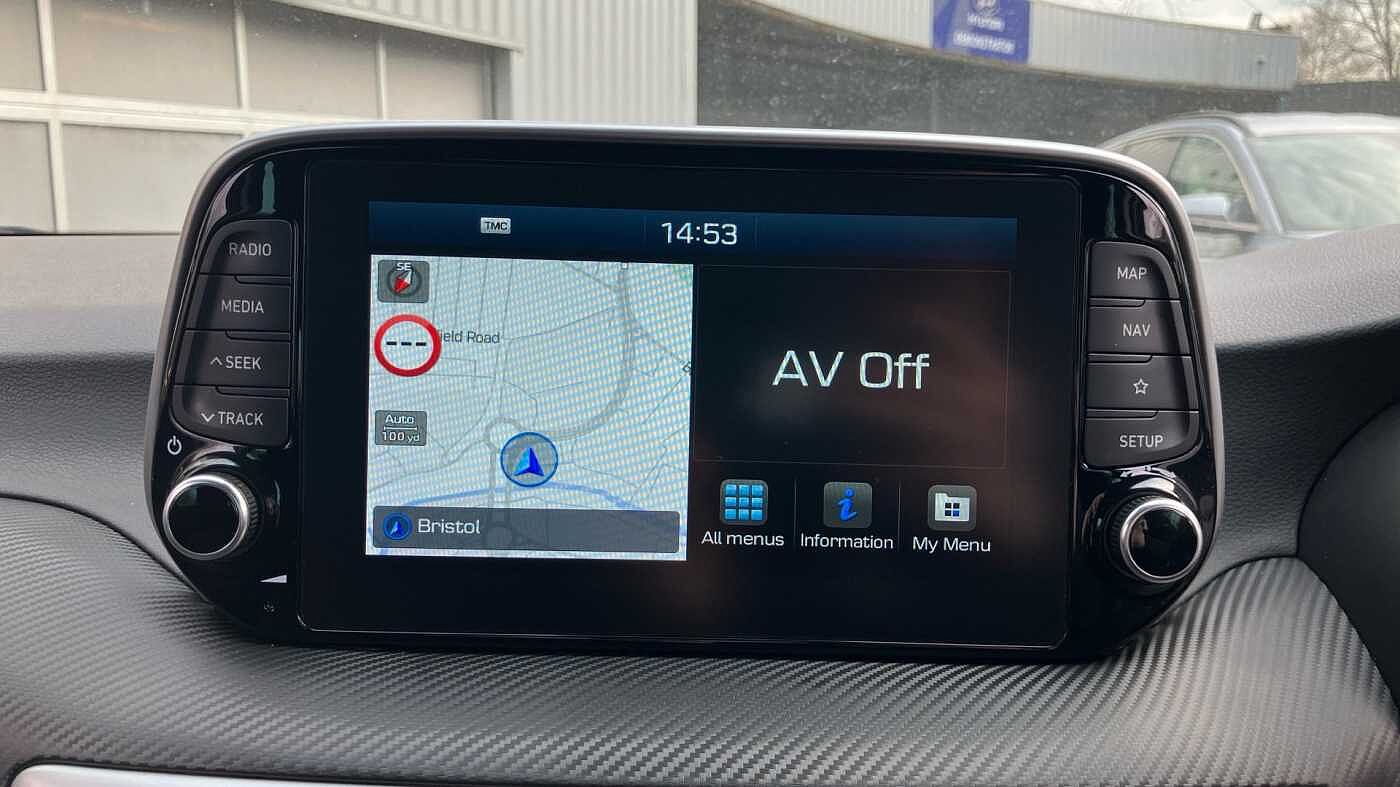 TMC
14:53
SE
ield Road
Auto
100 yd
Bristol
AV Off
All menus
Information
My Menu
RADIO
MEDIA
SEEK
TRACK
MAP
NAV
SETUP